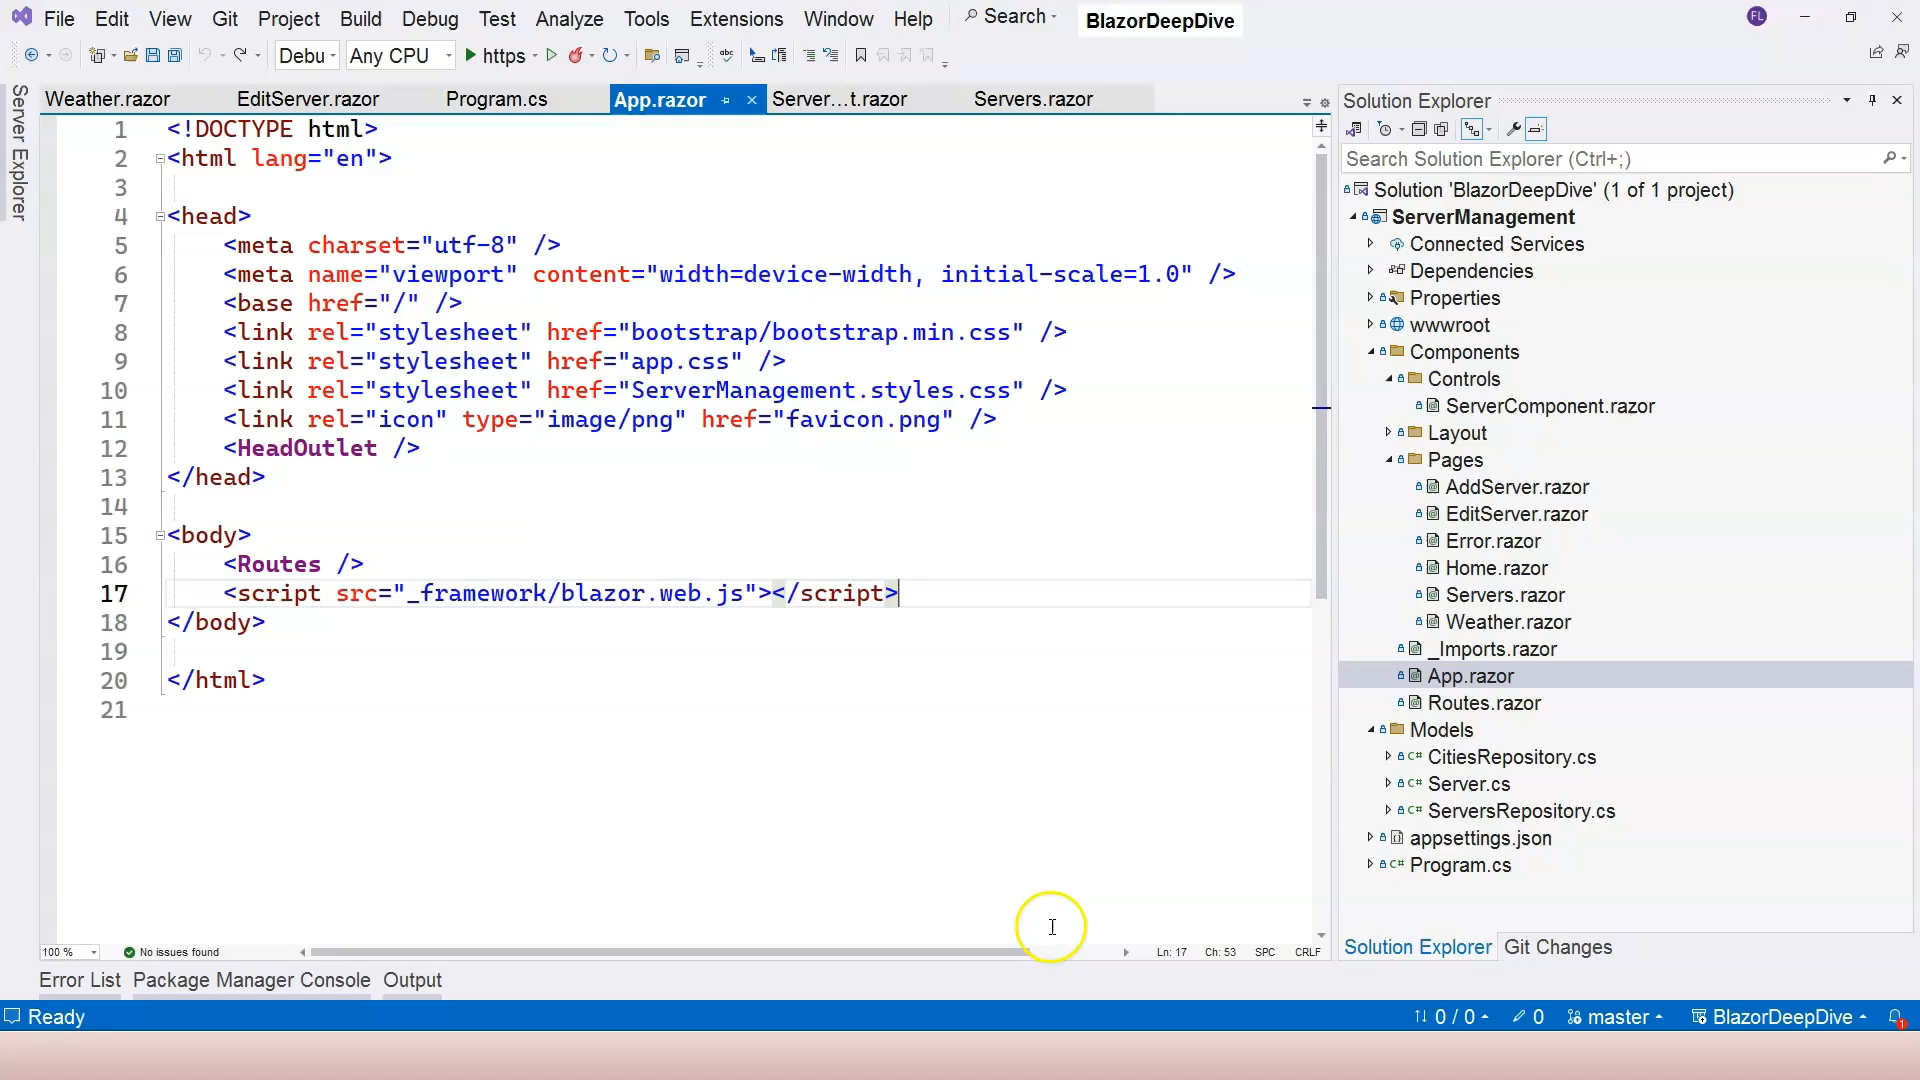 File Edit View Git Project Build Debug Test Analyze Tools Extensions Window Help Search BlazorDeepDive FL
Debu Any CPU https
Server Explorer
Weather.razor EditServer.razor Program.cs App.razor Server...t.razor Servers.razor
1 <!DOCTYPE html>
2 <html lang="en">
3
4 <head>
5 <meta charset="utf-8" />
6 <meta name="viewport" content="width=device-width, initial-scale=1.0" />
7 <base href="/" />
8 <link rel="stylesheet" href="bootstrap/bootstrap.min.css" />
9 <link rel="stylesheet" href="app.css" />
10 <link rel="stylesheet" href="ServerManagement.styles.css" />
11 <link rel="icon" type="image/png" href="favicon.png" />
12 <HeadOutlet />
13 </head>
14
15 <body>
16 <Routes />
17 <script src="_framework/blazor.web.js"></script>
18 </body>
19
20 </html>
21
100 % No issues found Ln: 17 Ch: 53 SPC CRLF
Solution Explorer
Search Solution Explorer (Ctrl+;)
Solution 'BlazorDeepDive' (1 of 1 project)
ServerManagement
Connected Services
Dependencies
Properties
wwwroot
Components
Controls
ServerComponent.razor
Layout
Pages
AddServer.razor
EditServer.razor
Error.razor
Home.razor
Servers.razor
Weather.razor
_Imports.razor
App.razor
Routes.razor
Models
CitiesRepository.cs
Server.cs
ServersRepository.cs
appsettings.json
Program.cs
Solution Explorer Git Changes
Error List Package Manager Console Output
Ready 0 / 0 0 master BlazorDeepDive 1